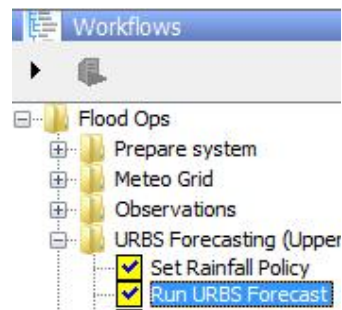 Workflows
Flood Ops
Prepare system
Meteo Grid
Observations
URBS Forecasting (Upper
Set Rainfall Policy
Run URBS Forecast